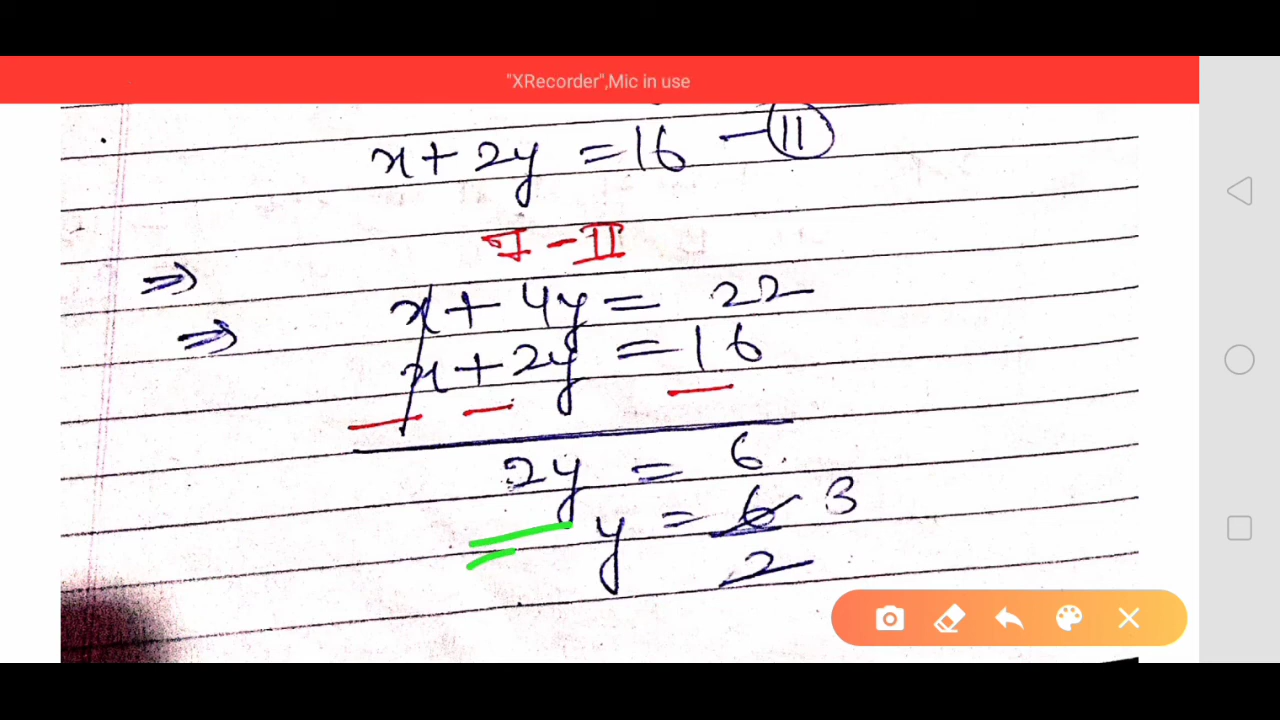 "XRecorder",Mic in use
x + 2y = 16 - II
I - II
⇒
x + 4y = 22
⇒ x + 2y = 16
— — —
2y = 6
y = 6/2 3